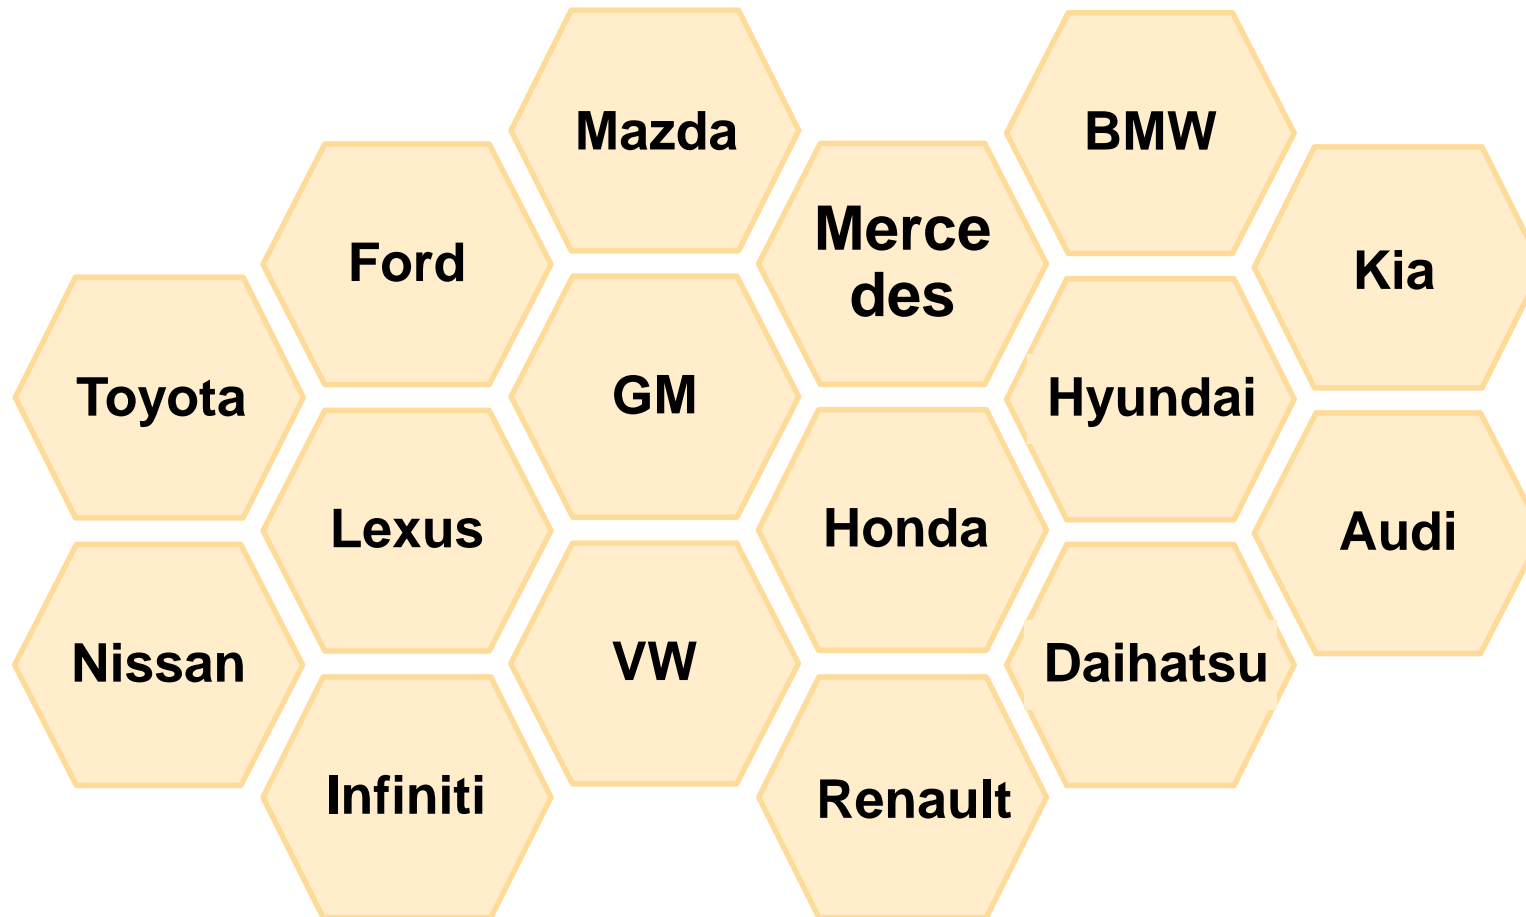 Mazda
BMW
Merce
des
Ford
Kia
Toyota
GM
Hyundai
Lexus
Honda
Audi
Nissan
VW
Daihatsu
Infiniti
Renault